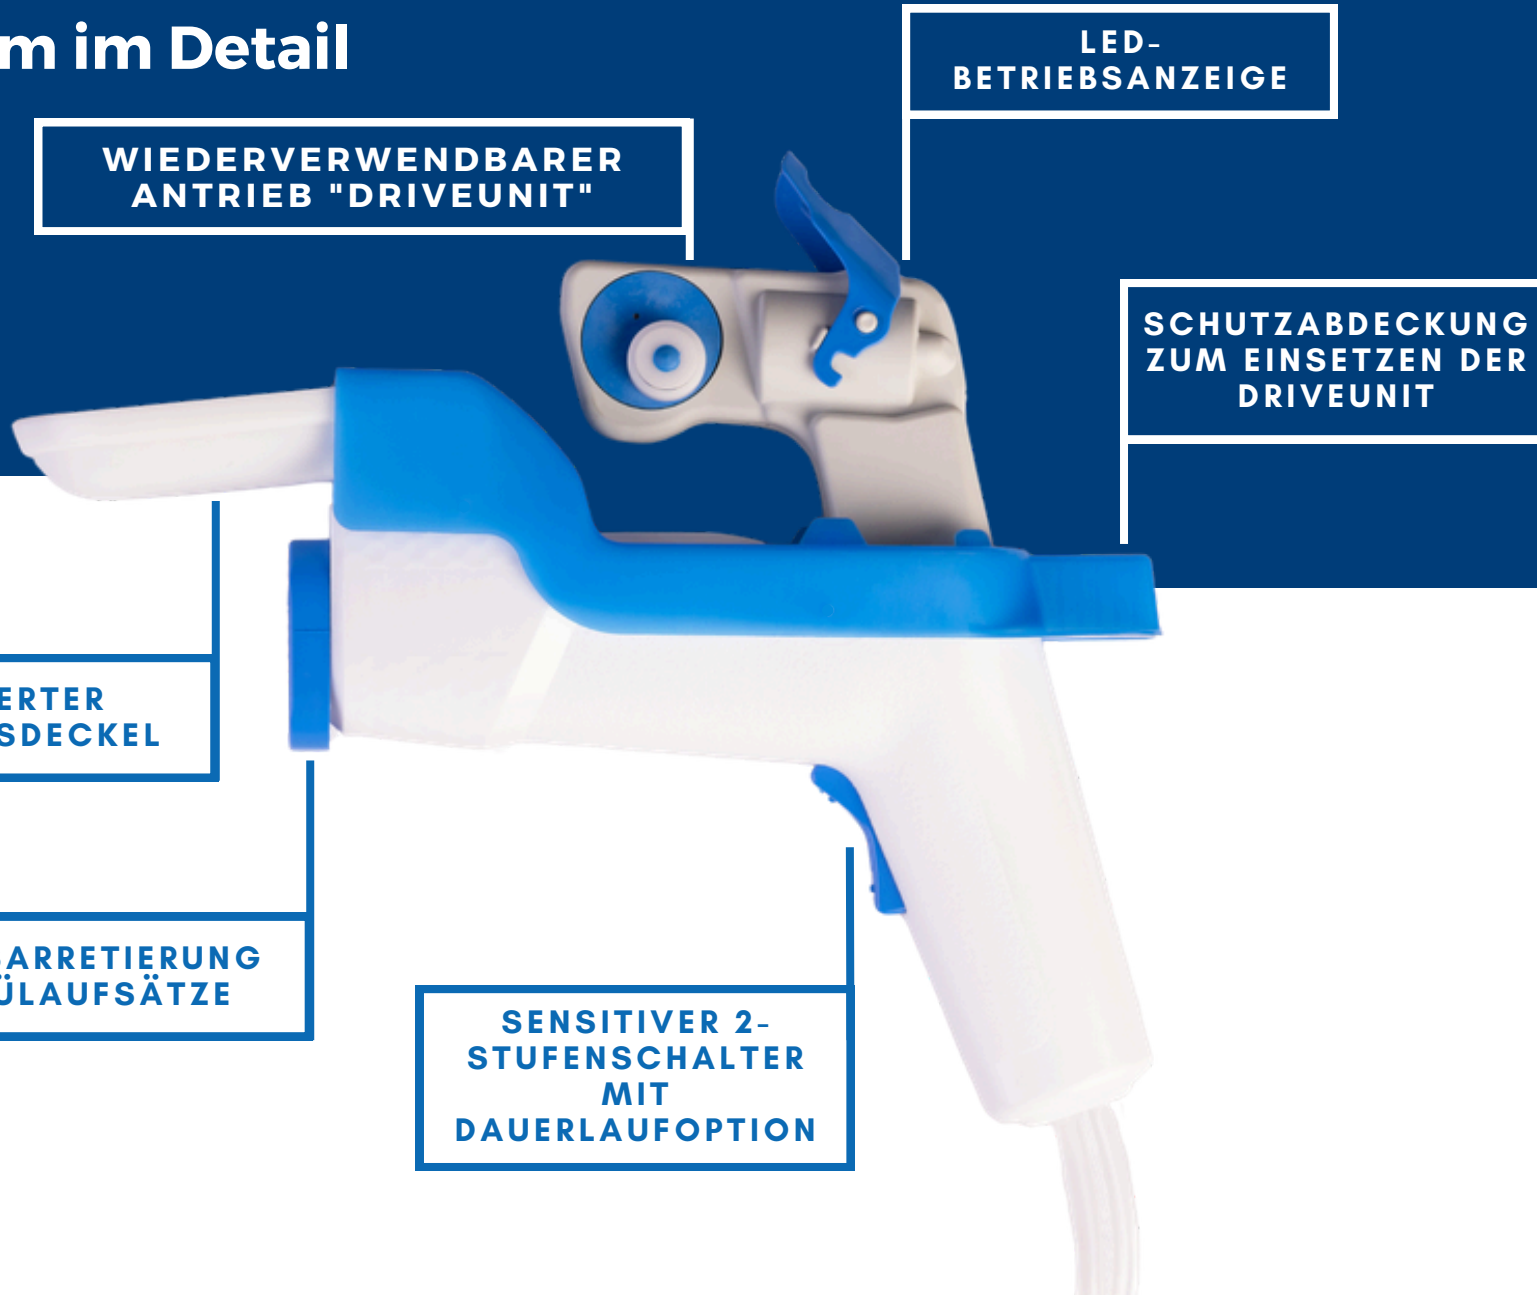 m im Detail
LED-
BETRIEBSANZEIGE
WIEDERVERWENDBARER
ANTRIEB "DRIVEUNIT"
SCHUTZABDECKUNG
ZUM EINSETZEN DER
DRIVEUNIT
ERTER
SDECKEL
ARRETIERUNG
ÜLAUFSÄTZE
SENSITIVER 2-
STUFENSCHALTER
MIT
DAUERLAUFOPTION